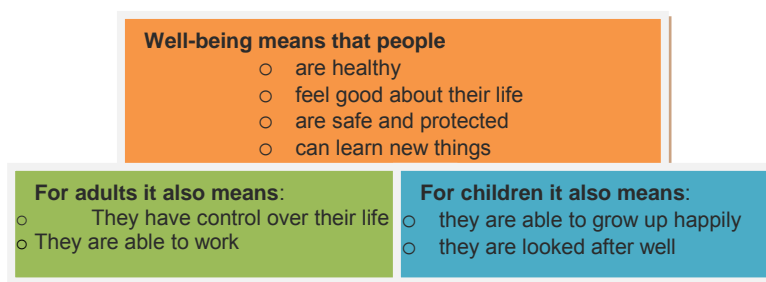 Well-being means that people
o are healthy
o feel good about their life
o are safe and protected
o can learn new things
For adults it also means:
o They have control over their life
o They are able to work
For children it also means:
o they are able to grow up happily
o they are looked after well